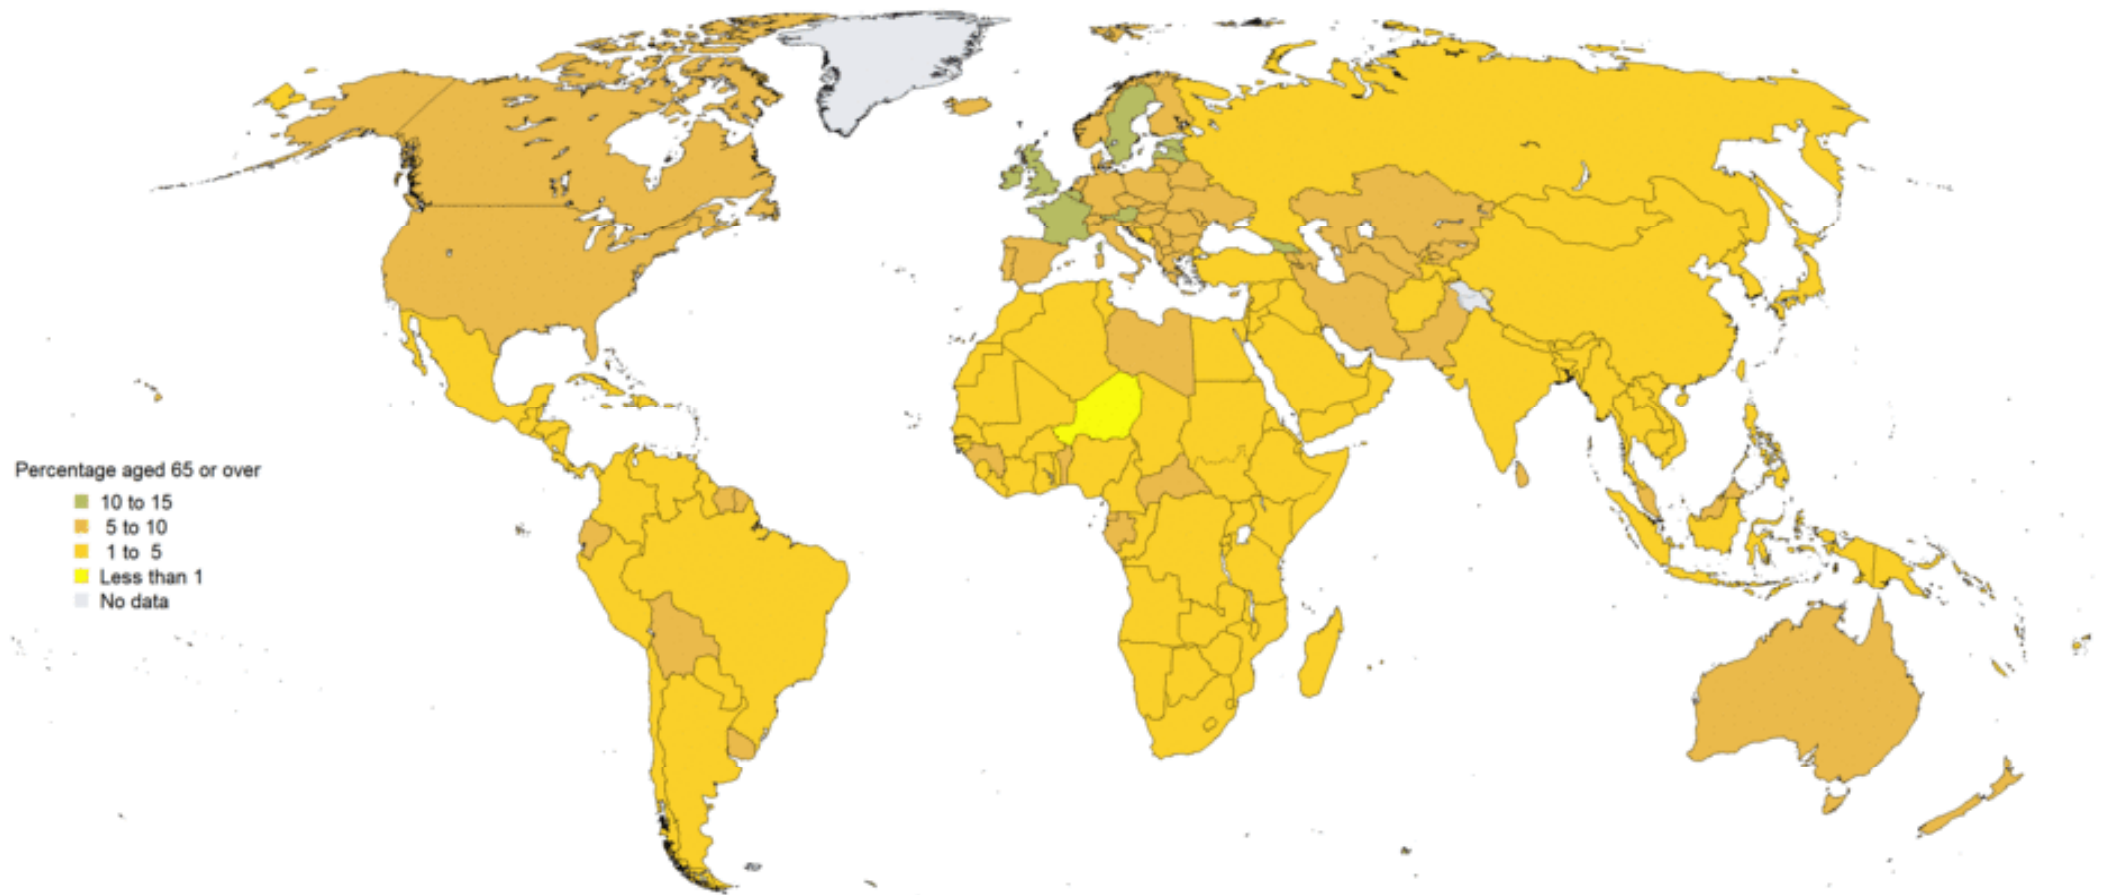 Percentage aged 65 or over
10 to 15
5 to 10
1 to 5
Less than 1
No data